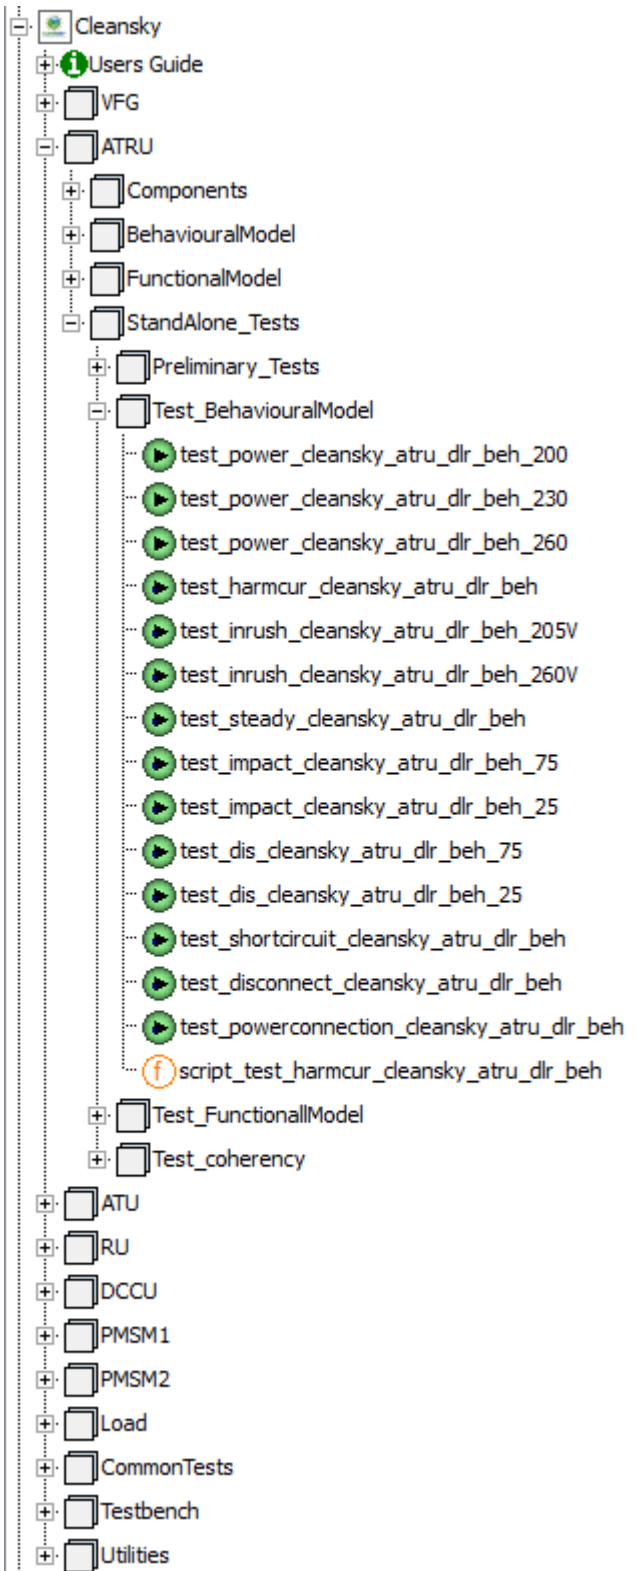 Cleansky
Users Guide
VFG
ATRU
Components
BehaviouralModel
FunctionalModel
StandAlone_Tests
Preliminary_Tests
Test_BehaviouralModel
test_power_cleansky_atru_dlr_beh_200
test_power_cleansky_atru_dlr_beh_230
test_power_cleansky_atru_dlr_beh_260
test_harmcur_cleansky_atru_dlr_beh
test_inrush_cleansky_atru_dlr_beh_205V
test_inrush_cleansky_atru_dlr_beh_260V
test_steady_cleansky_atru_dlr_beh
test_impact_cleansky_atru_dlr_beh_75
test_impact_cleansky_atru_dlr_beh_25
test_dis_cleansky_atru_dlr_beh_75
test_dis_cleansky_atru_dlr_beh_25
test_shortcircuit_cleansky_atru_dlr_beh
test_disconnect_cleansky_atru_dlr_beh
test_powerconnection_cleansky_atru_dlr_beh
f script_test_harmcur_cleansky_atru_dlr_beh
Test_FunctionallModel
Test_coherency
ATU
RU
DCCU
PMSM1
PMSM2
Load
CommonTests
Testbench
Utilities